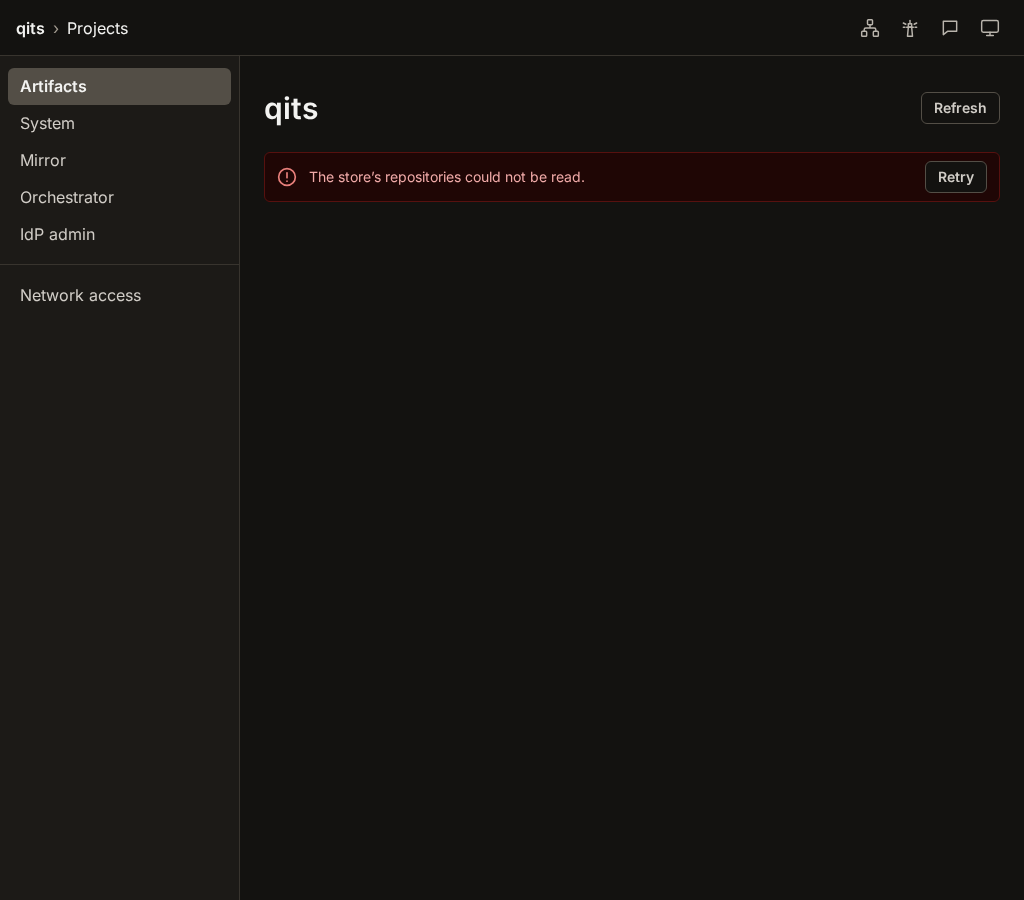 qits › Projects
Artifacts
System
Mirror
Orchestrator
IdP admin
Network access
qits
Refresh
The store’s repositories could not be read.
Retry